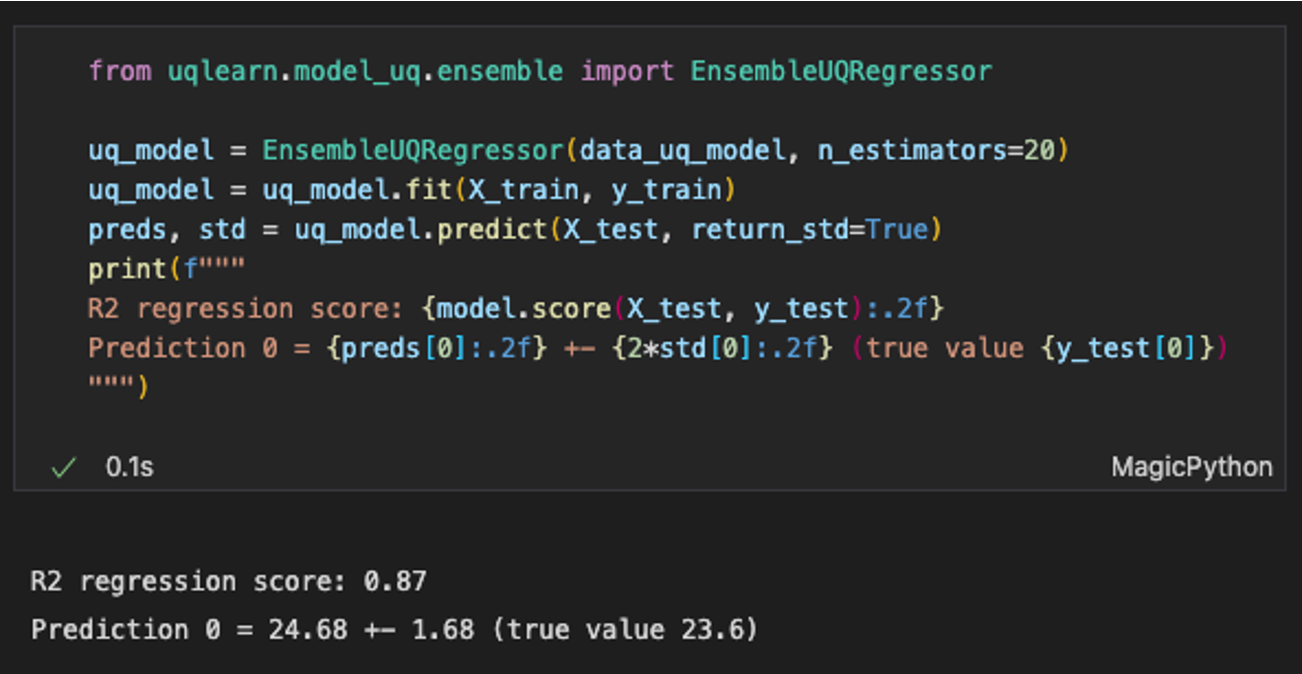 from uqlearn.model_uq.ensemble import EnsembleUQRegressor
uq_model = EnsembleUQRegressor(data_uq_model, n_estimators=20)
uq_model = uq_model.fit(X_train, y_train)
preds, std = uq_model.predict(X_test, return_std=True)
print(f"""
R2 regression score: {model.score(X_test, y_test):.2f}
Prediction 0 = {preds[0]:.2f} +- {2*std[0]:.2f} (true value {y_test[0]})
""")
0.1s MagicPython
R2 regression score: 0.87
Prediction 0 = 24.68 +- 1.68 (true value 23.6)